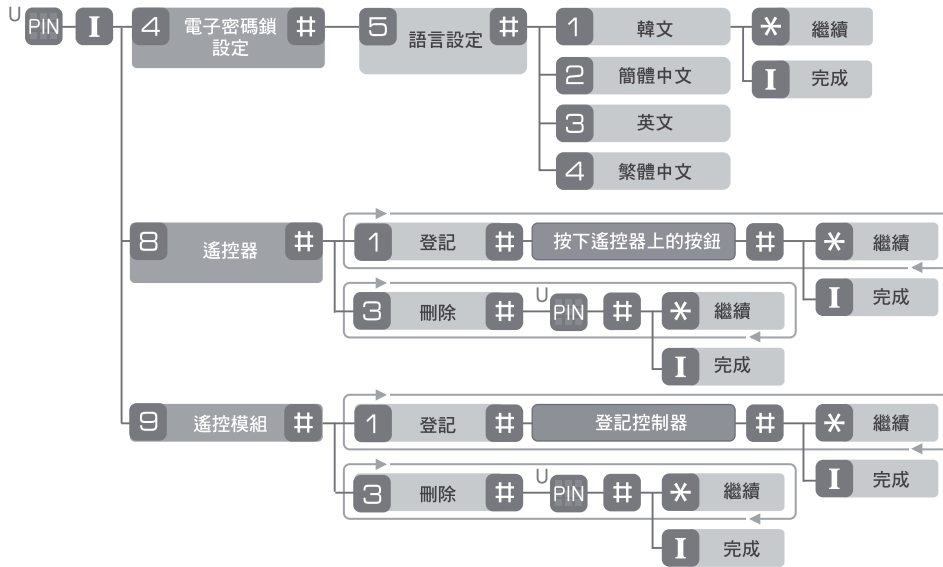 U PIN I 4 電子密碼鎖 設定 # 5 語言設定 # 1 韓文 * 繼續
I 完成
2 簡體中文
3 英文
4 繁體中文
8 遙控器 # 1 登記 # 按下遙控器上的按鈕 # * 繼續
I 完成
3 刪除 # U PIN # * 繼續
I 完成
9 遙控模組 # 1 登記 # 登記控制器 # * 繼續
I 完成
3 刪除 # U PIN # * 繼續
I 完成